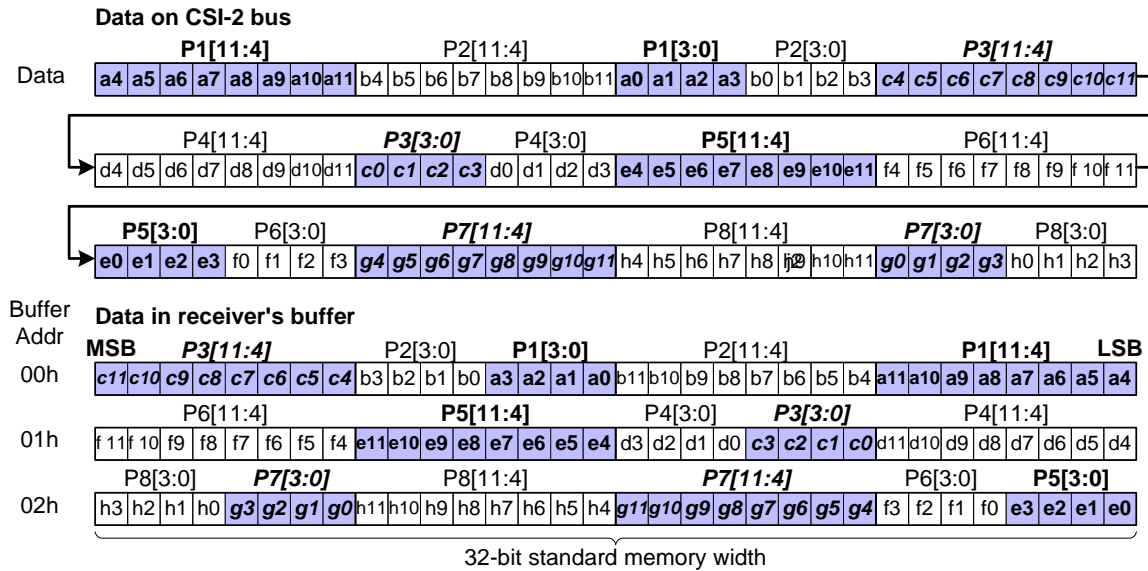 Data on CSI-2 bus
P1[11:4] P2[11:4] P1[3:0] P2[3:0] P3[11:4]
Data a4 a5 a6 a7 a8 a9 a10 a11 b4 b5 b6 b7 b8 b9 b10 b11 a0 a1 a2 a3 b0 b1 b2 b3 c4 c5 c6 c7 c8 c9 c10 c11
P4[11:4] P3[3:0] P4[3:0] P5[11:4] P6[11:4]
d4 d5 d6 d7 d8 d9 d10 d11 c0 c1 c2 c3 d0 d1 d2 d3 e4 e5 e6 e7 e8 e9 e10 e11 f4 f5 f6 f7 f8 f9 f 10 f 11
P5[3:0] P6[3:0] P7[11:4] P8[11:4] P7[3:0] P8[3:0]
e0 e1 e2 e3 f0 f1 f2 f3 g4 g5 g6 g7 g8 g9 g10 g11 h4 h5 h6 h7 h8 h10 h11 g0 g1 g2 g3 h0 h1 h2 h3
Buffer Addr
Data in receiver's buffer
MSB P3[11:4] P2[3:0] P1[3:0] P2[11:4] P1[11:4] LSB
00h c11 c10 c9 c8 c7 c6 c5 c4 b3 b2 b1 b0 a3 a2 a1 a0 b11 b10 b9 b8 b7 b6 b5 b4 a11 a10 a9 a8 a7 a6 a5 a4
P6[11:4] P5[11:4] P4[3:0] P3[3:0] P4[11:4]
01h f 11 f 10 f9 f8 f7 f6 f5 f4 e11 e10 e9 e8 e7 e6 e5 e4 d3 d2 d1 d0 c3 c2 c1 c0 d11 d10 d9 d8 d7 d6 d5 d4
P8[3:0] P7[3:0] P8[11:4] P7[11:4] P6[3:0] P5[3:0]
02h h3 h2 h1 h0 g3 g2 g1 g0 h11 h10 h9 h8 h7 h6 h5 h4 g11 g10 g9 g8 g7 g6 g5 g4 f3 f2 f1 f0 e3 e2 e1 e0
32-bit standard memory width